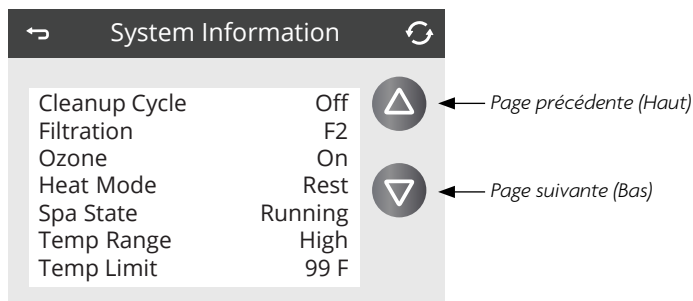 System Information
Cleanup Cycle Off
Filtration F2
Ozone On
Heat Mode Rest
Spa State Running
Temp Range High
Temp Limit 99 F
Page précédente (Haut)
Page suivante (Bas)